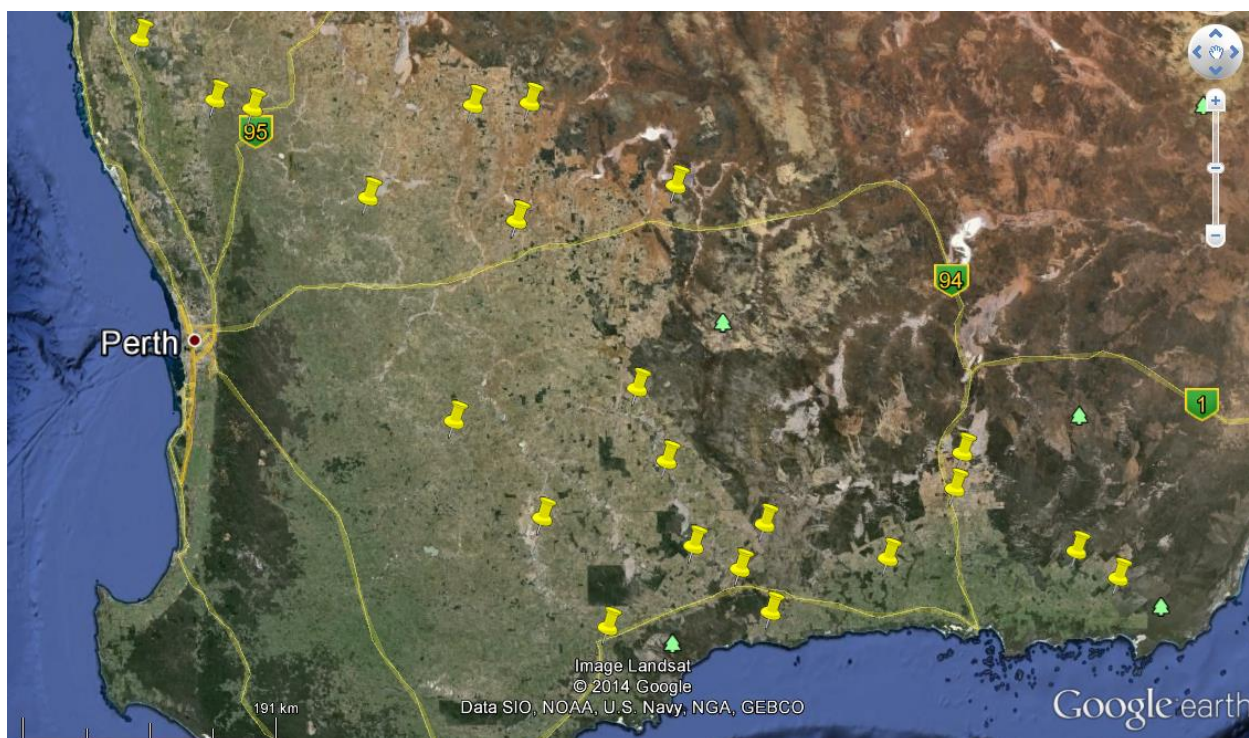 95
94
Perth
1
Image Landsat
© 2014 Google
191 km
Data SIO, NOAA, U.S. Navy, NGA, GEBCO
Google earth